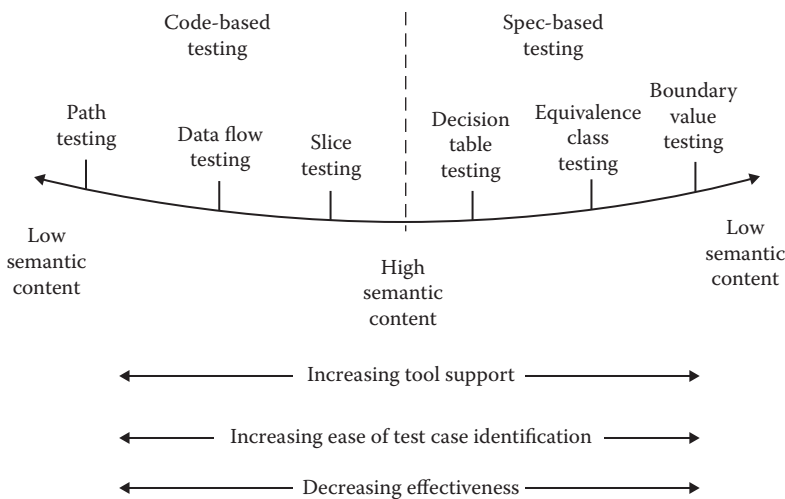 Code-based
testing
Spec-based
testing
Path
testing
Data flow
testing
Slice
testing
Decision
table
testing
Equivalence
class
testing
Boundary
value
testing
Low
semantic
content
High
semantic
content
Low
semantic
content
Increasing tool support
Increasing ease of test case identification
Decreasing effectiveness